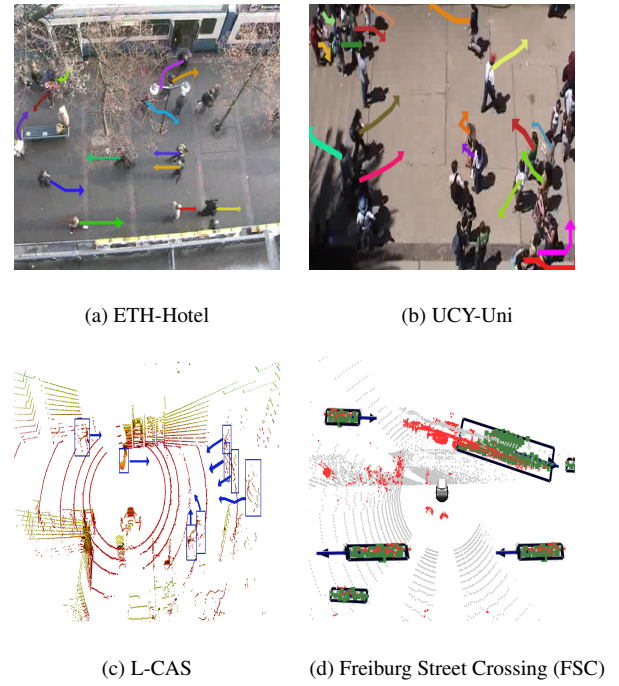 (a) ETH-Hotel
(b) UCY-Uni
(c) L-CAS
(d) Freiburg Street Crossing (FSC)